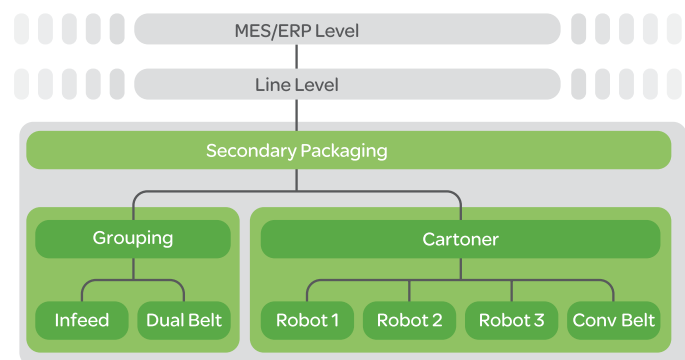 MES/ERP Level
Line Level
Secondary Packaging
Grouping
Cartoner
Infeed
Dual Belt
Robot 1
Robot 2
Robot 3
Conv Belt